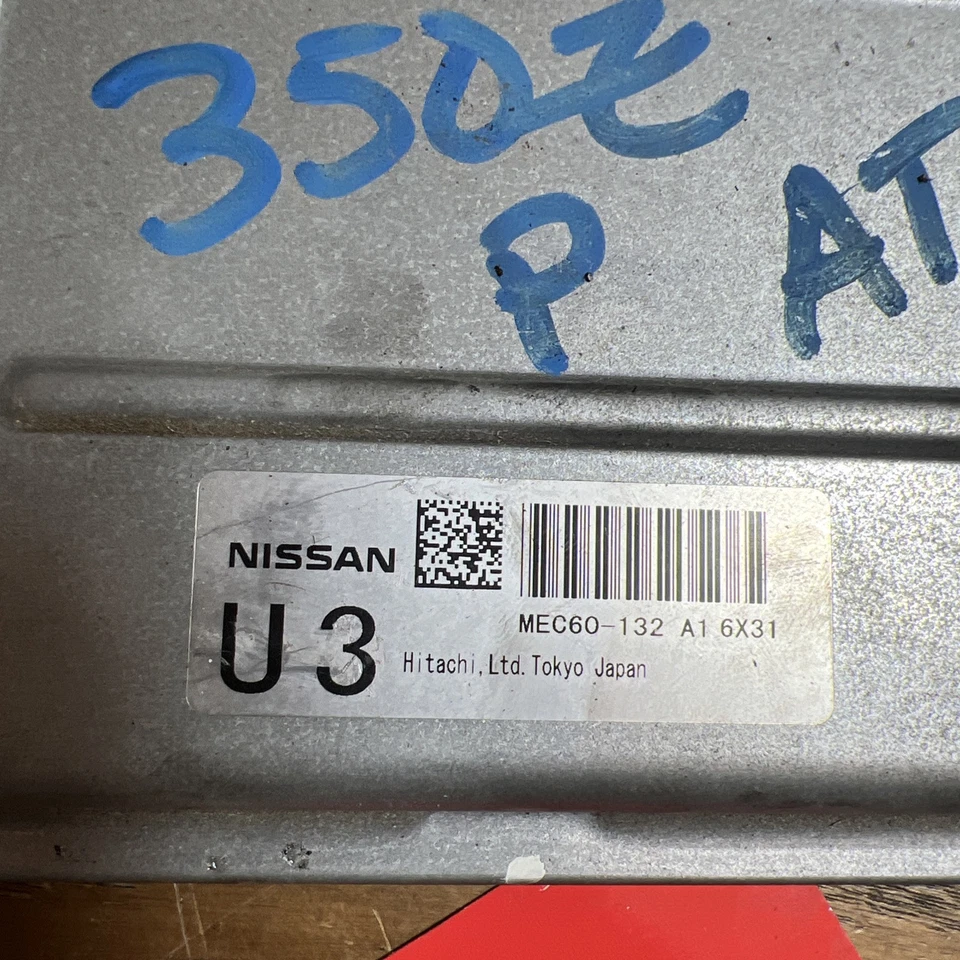 350Z
P AT
NISSAN
MEC60-132 A1 6X31
U3
Hitachi,Ltd. Tokyo Japan